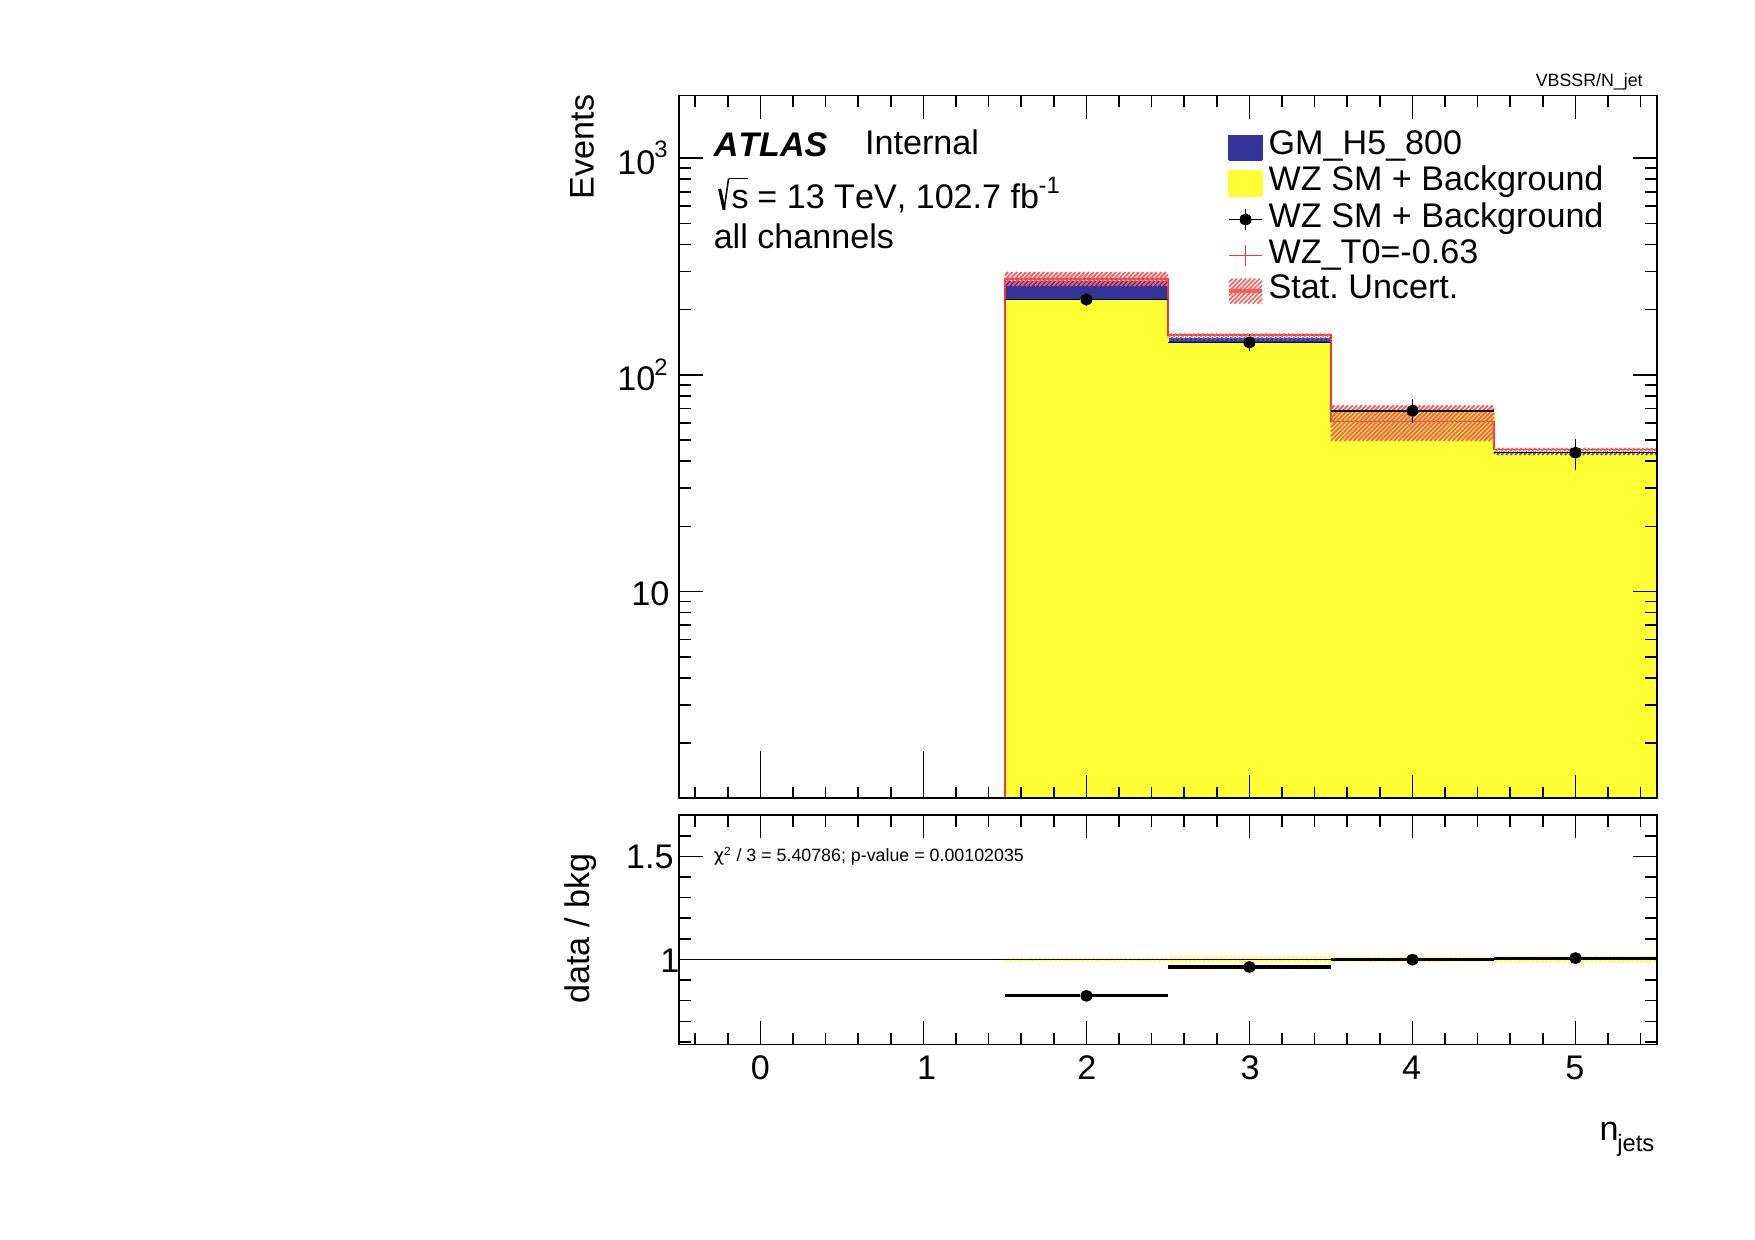 VBSSR/N_jet
Events
ATLAS Internal
√s = 13 TeV, 102.7 fb⁻¹
all channels
GM_H5_800
WZ SM + Background
WZ SM + Background
WZ_T0=-0.63
Stat. Uncert.
10³
10²
10
data / bkg
χ² / 3 = 5.40786; p-value = 0.00102035
1.5
1
0 1 2 3 4 5
n_jets